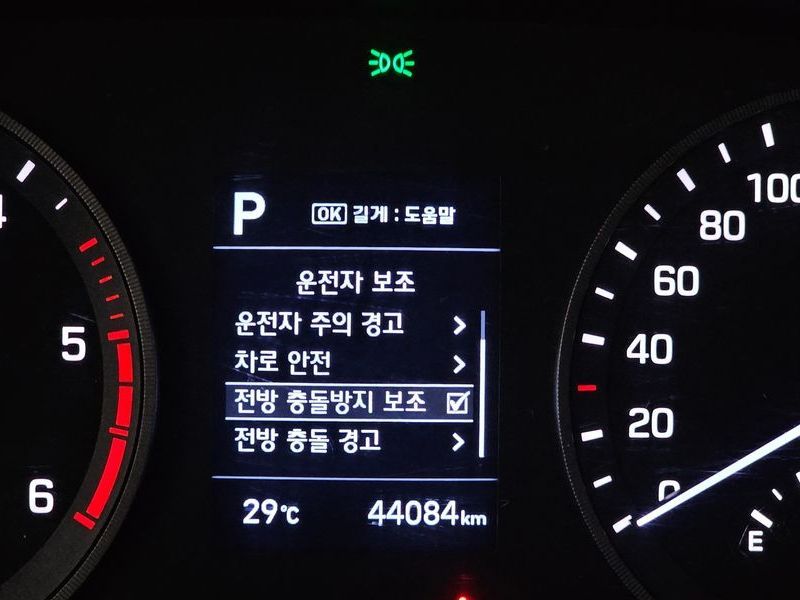 P
OK 길게 : 도움말
운전자 보조
운전자 주의 경고
차로 안전
전방 충돌방지 보조
전방 충돌 경고
29℃ 44084km
5
6
100
80
60
40
20
0
E